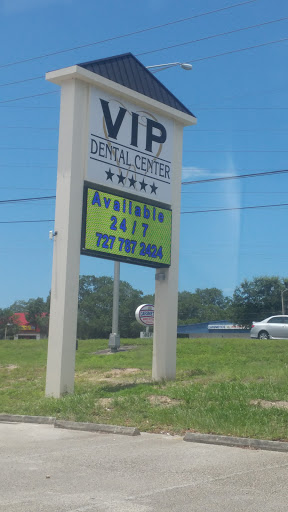 VIP
DENTAL CENTER
Available
24/7
727 787 2424